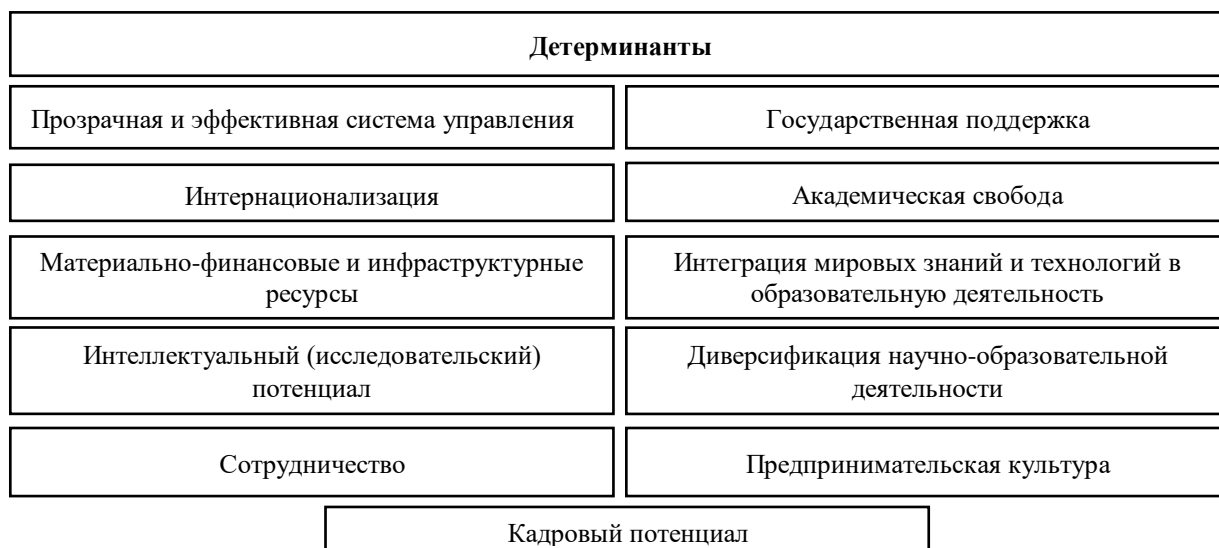 Детерминанты
Прозрачная и эффективная система управления
Государственная поддержка
Интернационализация
Академическая свобода
Материально-финансовые и инфраструктурные
ресурсы
Интеграция мировых знаний и технологий в
образовательную деятельность
Интеллектуальный (исследовательский)
потенциал
Диверсификация научно-образовательной
деятельности
Сотрудничество
Предпринимательская культура
Кадровый потенциал